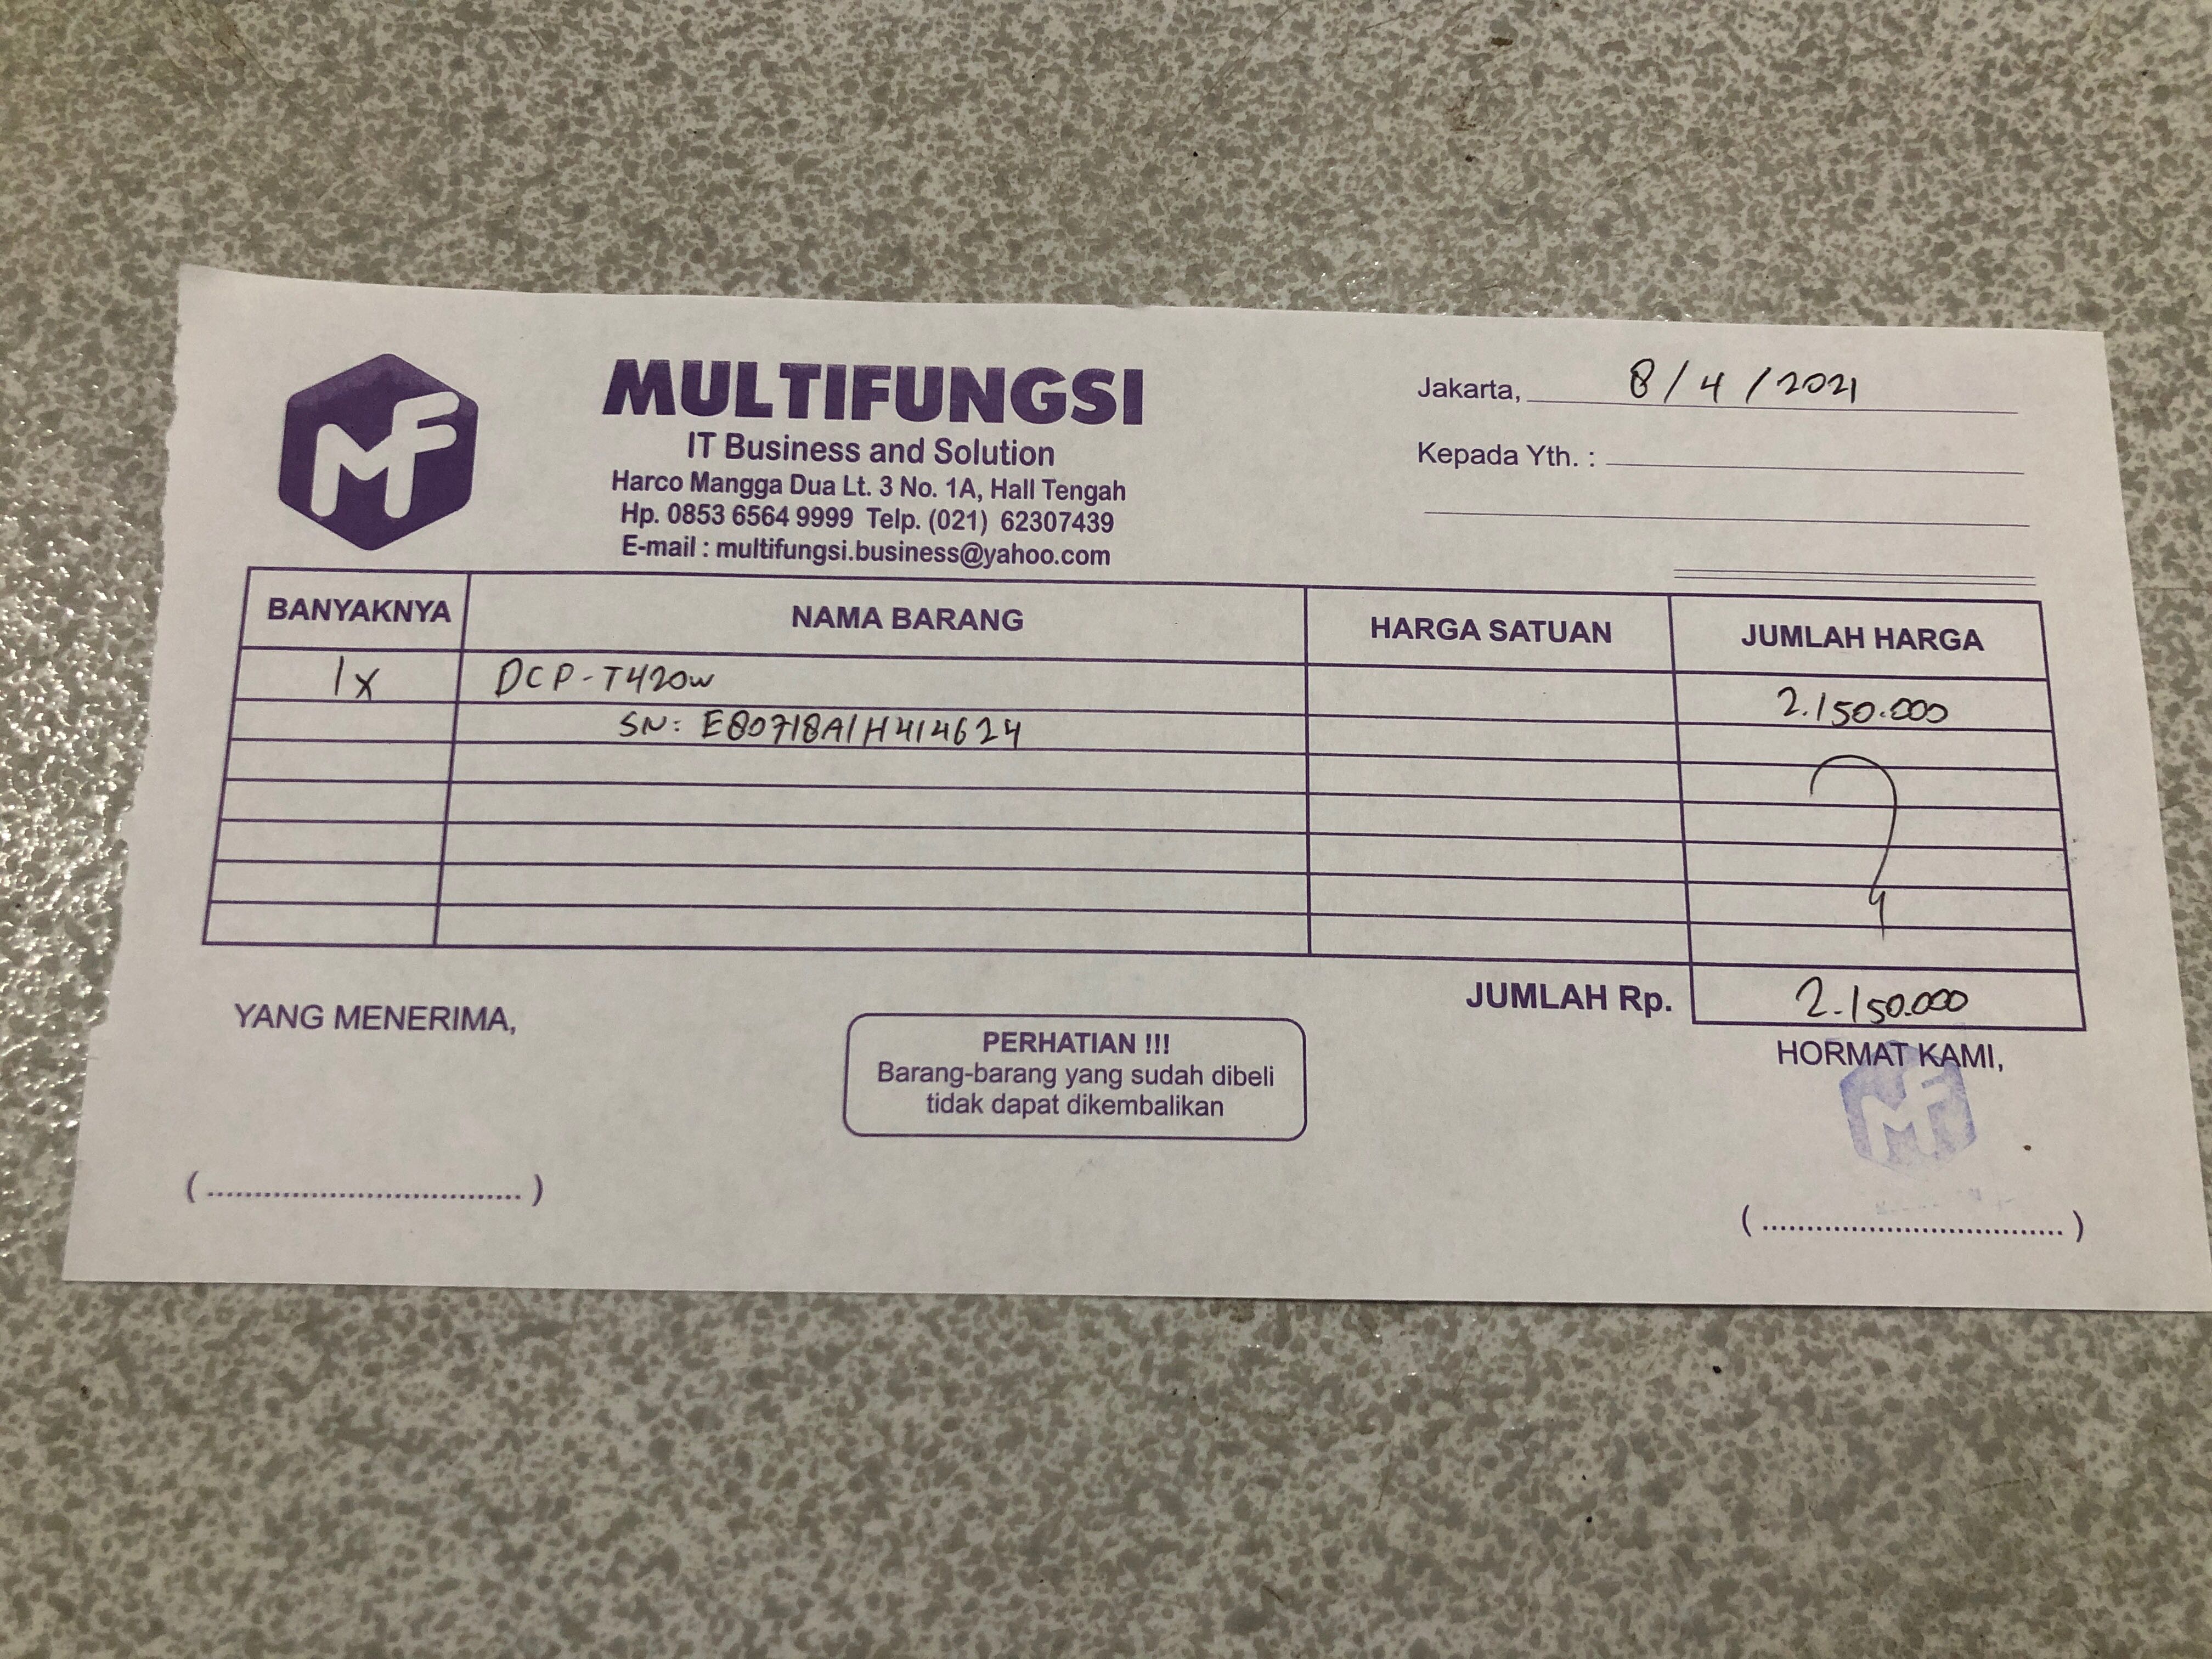 MF
MULTIFUNGSI
IT Business and Solution
Harco Mangga Dua Lt. 3 No. 1A, Hall Tengah
Hp. 0853 6564 9999 Telp. (021) 62307439
E-mail : multifungsi.business@yahoo.com
Jakarta, 8/4/2021
Kepada Yth. :
BANYAKNYA NAMA BARANG HARGA SATUAN JUMLAH HARGA
1x DCP-T420w 2.150.000
SN: E80718A1H414624
JUMLAH Rp. 2.150.000
YANG MENERIMA,
PERHATIAN !!!
Barang-barang yang sudah dibeli
tidak dapat dikembalikan
HORMAT KAMI,
MF
(..................................)
(..................................)